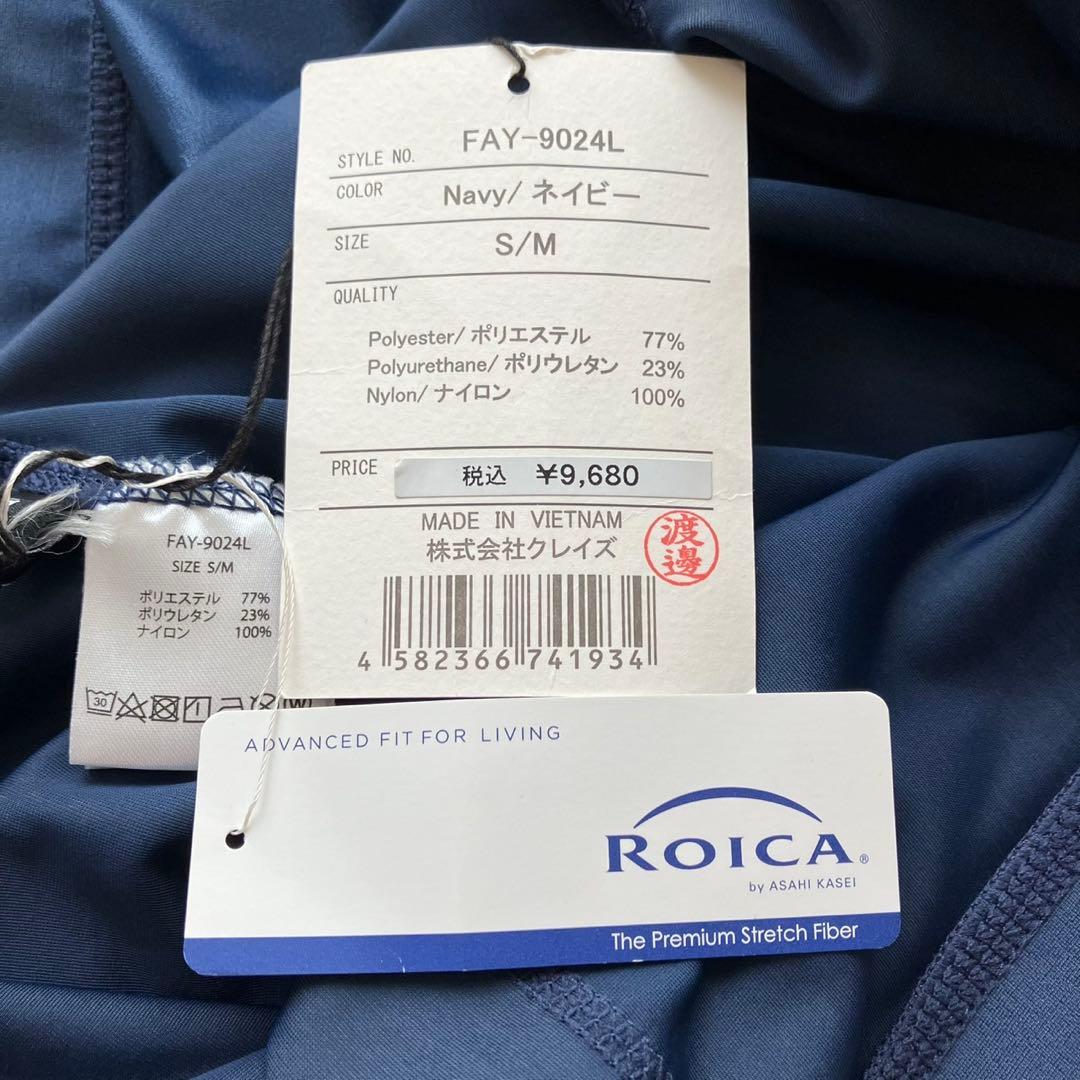 STYLE NO. FAY-9024L
COLOR Navy/ネイビー
SIZE S/M
QUALITY
Polyester/ポリエステル 77%
Polyurethane/ポリウレタン 23%
Nylon/ナイロン 100%
PRICE 税込 ¥9,680
MADE IN VIETNAM
株式会社クレイズ
渡邊
4 582366 741934
FAY-9024L
SIZE S/M
ポリエステル 77%
ポリウレタン 23%
ナイロン 100%
30
ADVANCED FIT FOR LIVING
ROICA®
by ASAHI KASEI
The Premium Stretch Fiber